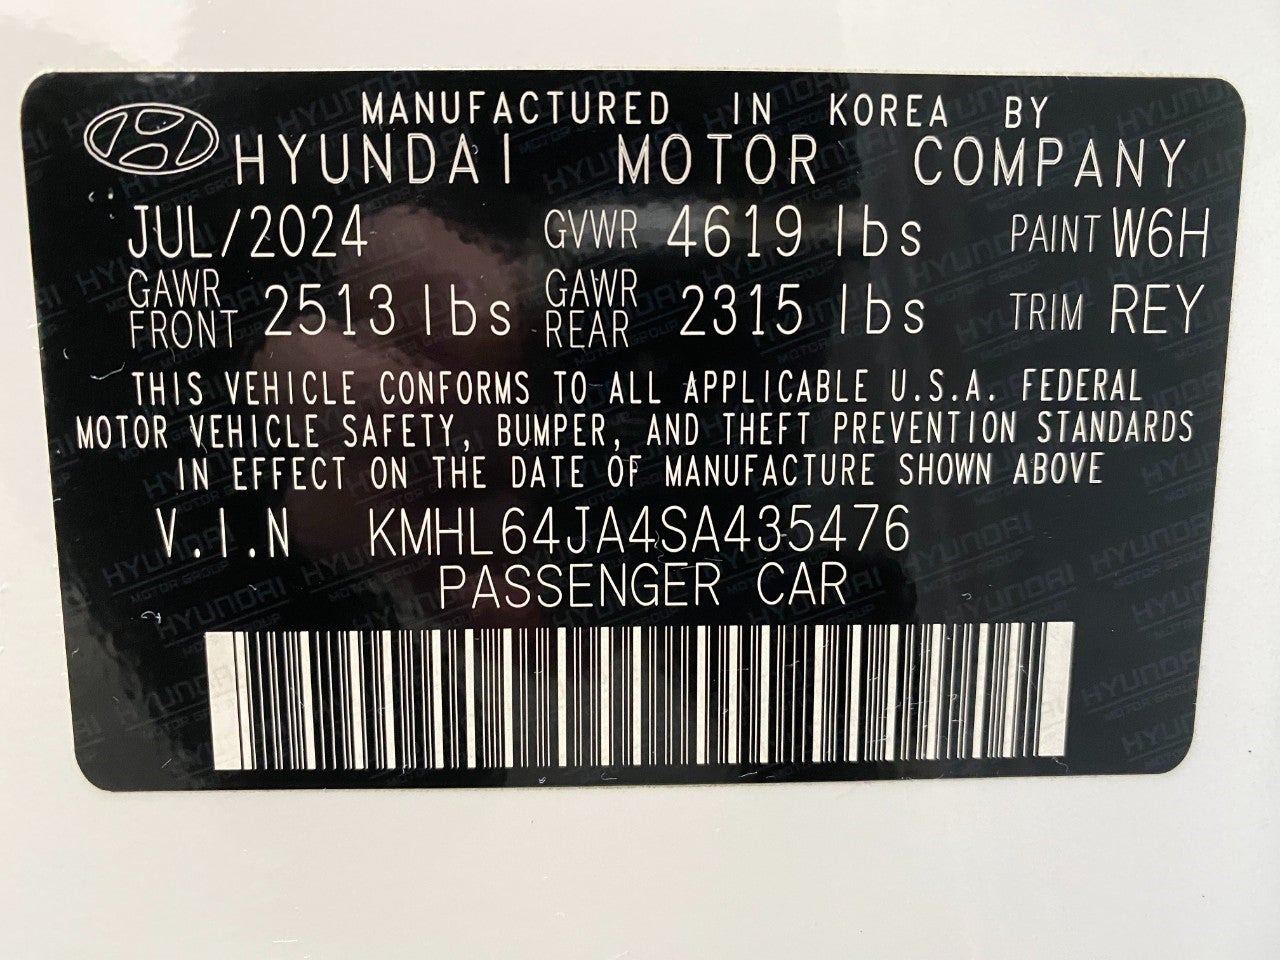 MANUFACTURED IN KOREA BY
HYUNDAI MOTOR COMPANY
JUL/2024 GVWR 4619 lbs PAINT W6H
GAWR FRONT 2513 lbs GAWR REAR 2315 lbs TRIM REY
THIS VEHICLE CONFORMS TO ALL APPLICABLE U.S.A. FEDERAL
MOTOR VEHICLE SAFETY, BUMPER, AND THEFT PREVENTION STANDARDS
IN EFFECT ON THE DATE OF MANUFACTURE SHOWN ABOVE
V.I.N KMHL64JA4SA435476
PASSENGER CAR